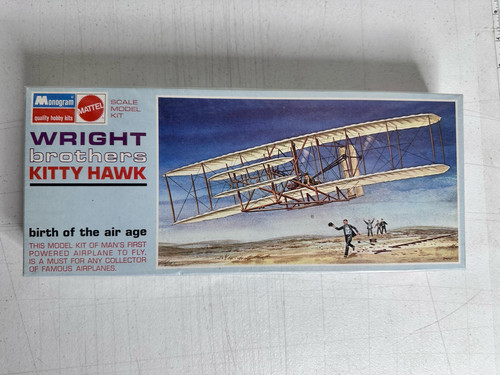 Monogram
quality hobby kits
MATTEL
SCALE
MODEL
KIT
WRIGHT
brothers
KITTY HAWK
birth of the air age
THIS MODEL KIT OF MAN'S FIRST
POWERED AIRPLANE TO FLY,
IS A MUST FOR ANY COLLECTOR
OF FAMOUS AIRPLANES.